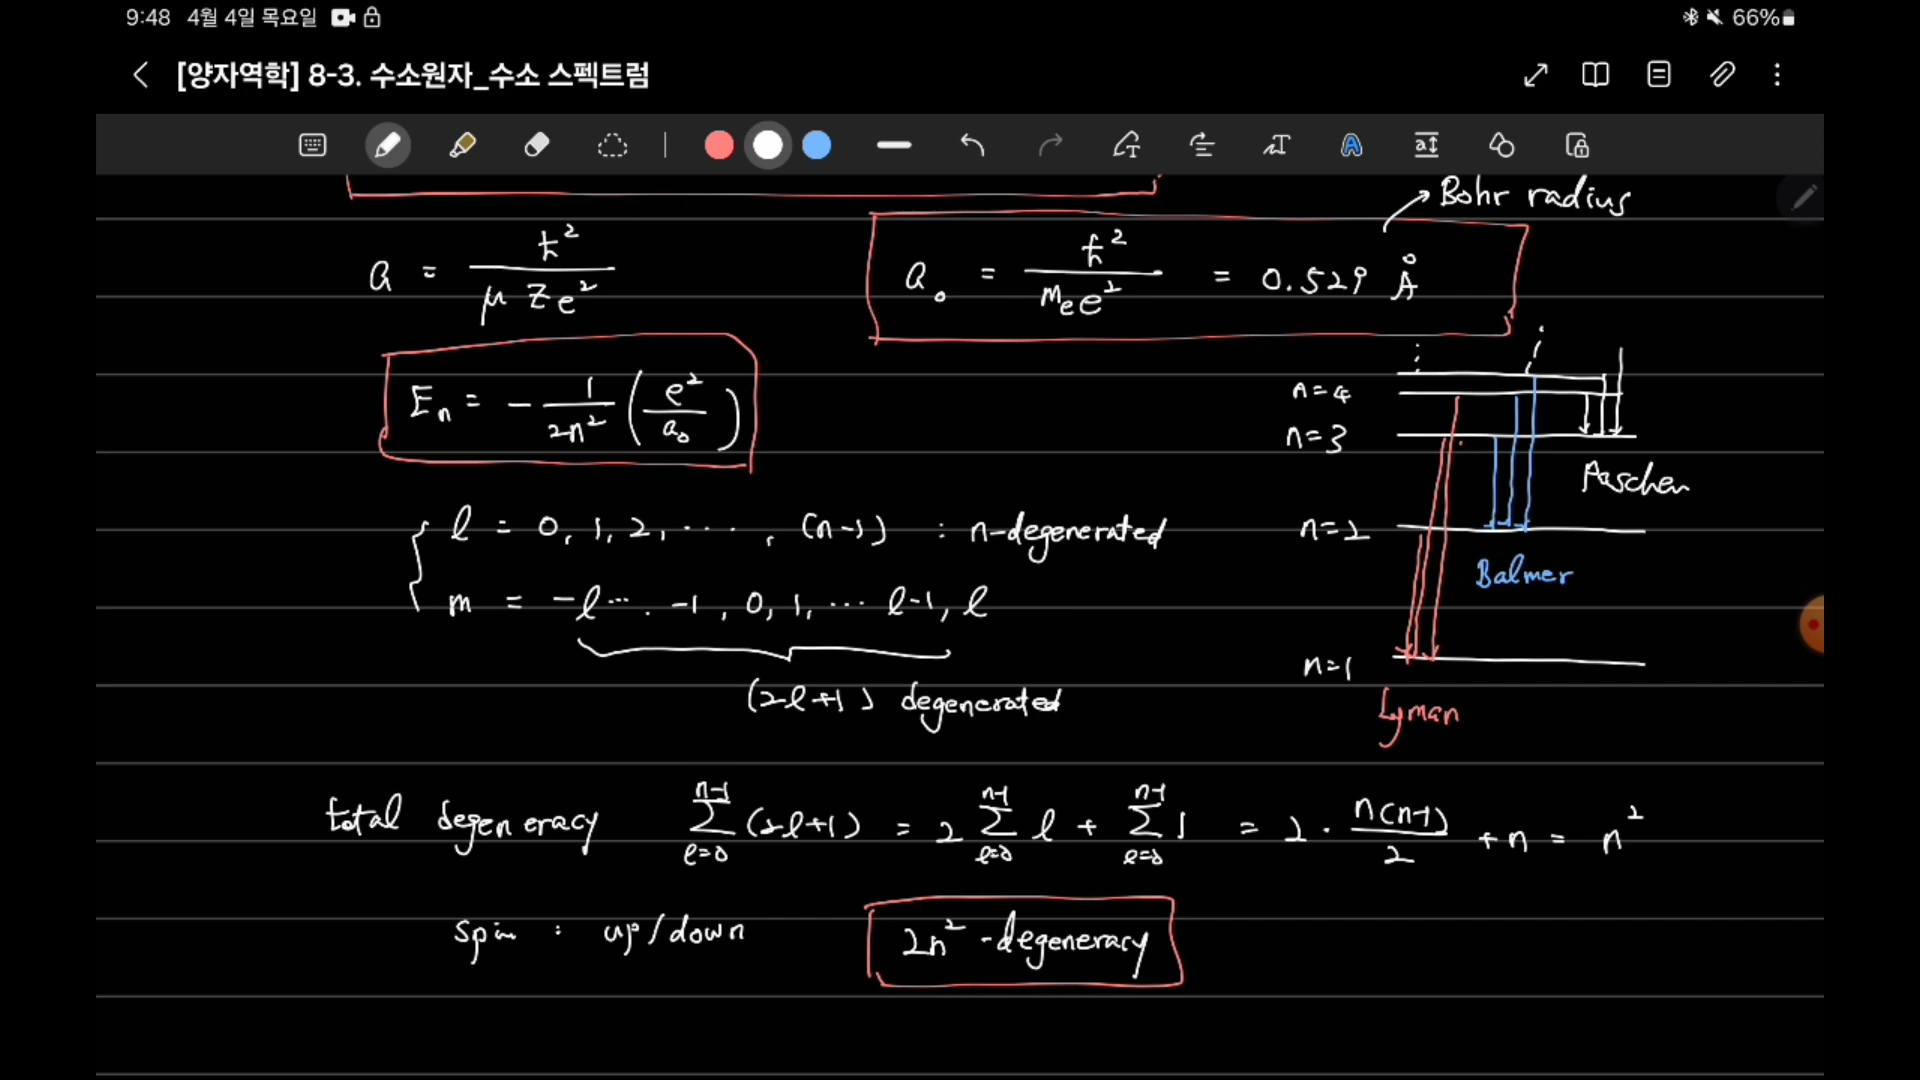 9:48 4월 4일 목요일 66%
[양자역학] 8-3. 수소원자_수소 스펙트럼
Bohr radius
a = ℏ² / μ Z e²
a₀ = ℏ² / mₑe² = 0.529 Å
Eₙ = - 1/2n² (e²/a₀)
n=4
n=3
Paschen
l = 0, 1, 2, ⋯ , (n-1) : n-degenerated
n=2
Balmer
m = -l ⋯ . -1, 0, 1, ⋯ l-1, l
n=1
(2l+1) degenerated
Lyman
total degeneracy ∑_{l=0}^{n-1} (2l+1) = 2 ∑_{l=0}^{n-1} l + ∑_{l=0}^{n-1} 1 = 2 · n(n-1)/2 + n = n²
spin : up/down
2n² -degeneracy